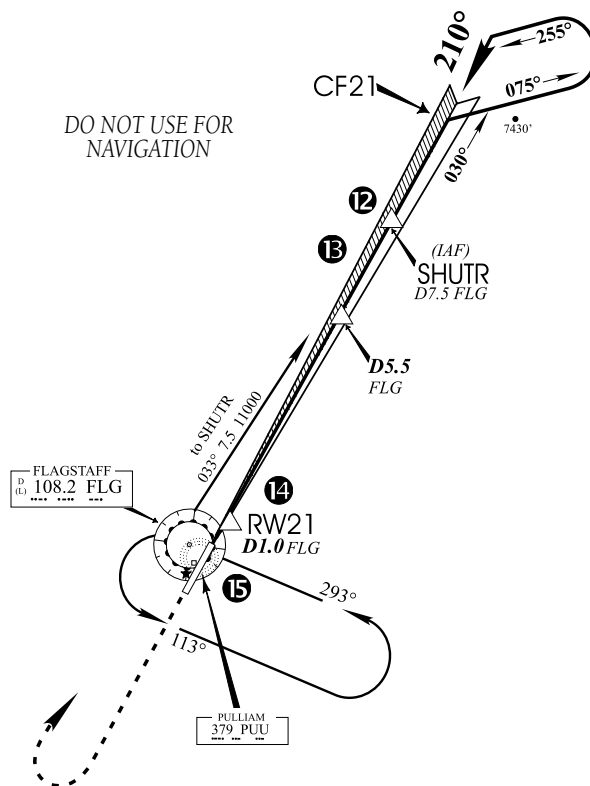 210°
255°
075°
CF21
7430'
DO NOT USE FOR
NAVIGATION
030°
12
13
(IAF)
SHUTR
D7.5 FLG
D5.5
FLG
to SHUTR
033° 7.5 11000
FLAGSTAFF
D
(L) 108.2 FLG
14
RW21
D1.0 FLG
15
293°
113°
PULLIAM
379 PUU